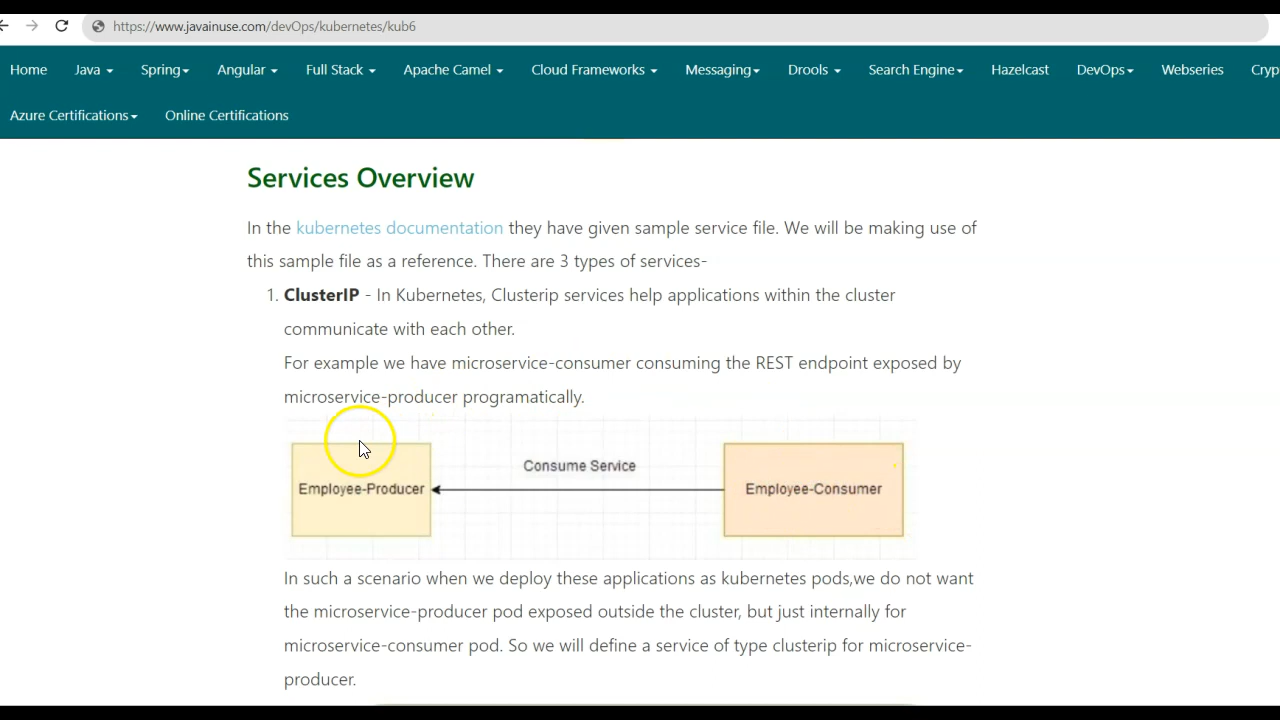 https://www.javainuse.com/devOps/kubernetes/kub6
Home Java Spring Angular Full Stack Apache Camel Cloud Frameworks Messaging Drools Search Engine Hazelcast DevOps Webseries Cryp
Azure Certifications Online Certifications
Services Overview
In the kubernetes documentation they have given sample service file. We will be making use of
this sample file as a reference. There are 3 types of services-
1. ClusterIP - In Kubernetes, Clusterip services help applications within the cluster
communicate with each other.
For example we have microservice-consumer consuming the REST endpoint exposed by
microservice-producer programatically.
Consume Service
Employee-Producer Employee-Consumer
In such a scenario when we deploy these applications as kubernetes pods,we do not want
the microservice-producer pod exposed outside the cluster, but just internally for
microservice-consumer pod. So we will define a service of type clusterip for microservice-
producer.